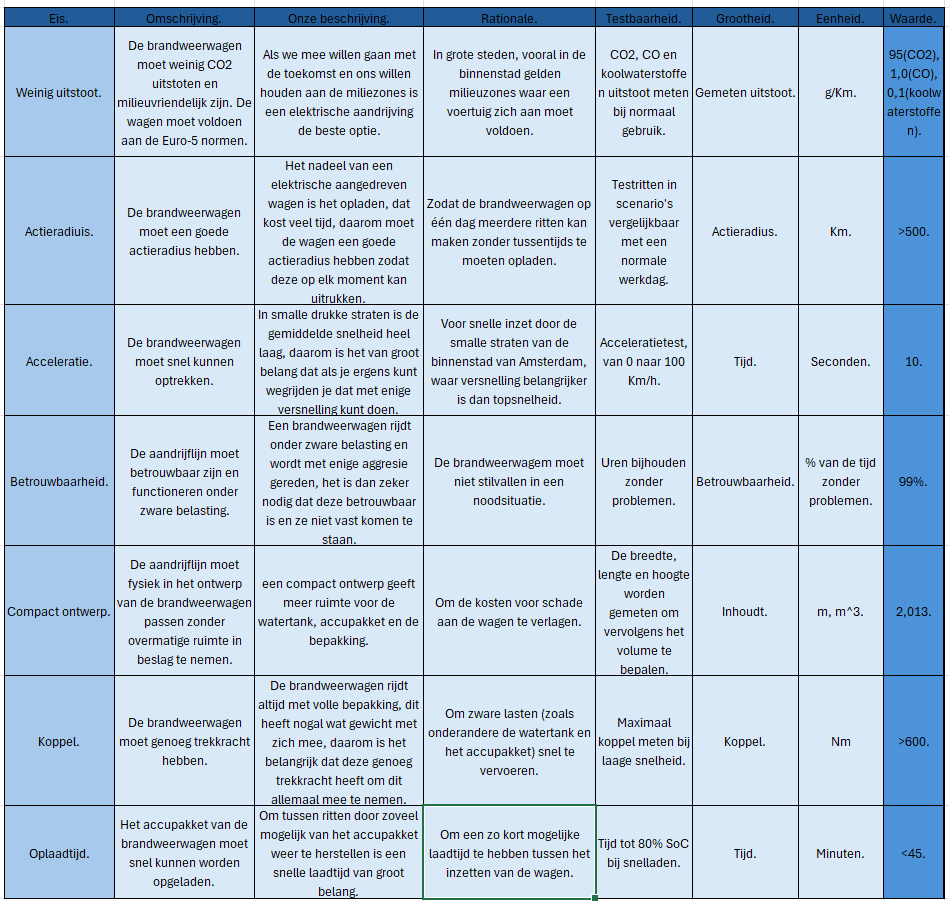 Eis.
Omschrijving.
Onze beschrijving.
Rationale.
Testbaarheid.
Grootheid.
Eenheid.
Waarde.
Weinig uitstoot.
De brandweerwagen
moet weinig CO2
uitstoten en
milieuvriendelijk zijn. De
wagen moet voldoen
aan de Euro-5 normen.
Als we mee willen gaan met
de toekomst en ons willen
houden aan de miliezones is
een elektrische aandrijving
de beste optie.
In grote steden, vooral in de
binnenstad gelden
milieuzones waar een
voertuig zich aan moet
voldoen.
CO2, CO en
koolwaterstoffe
n uitstoot meten
bij normaal
gebruik.
Gemeten uitstoot.
g/Km.
95(CO2),
1,0(CO),
0,1(koolw
aterstoffe
n).
Actieradiuis.
De brandweerwagen
moet een goede
actieradius hebben.
Het nadeel van een
elektrische aangedreven
wagen is het opladen, dat
kost veel tijd, daarom moet
de wagen een goede
actieradius hebben zodat
deze op elk moment kan
uitrukken.
Zodat de brandweerwagen op
één dag meerdere ritten kan
maken zonder tussentijds te
moeten opladen.
Testritten in
scenario's
vergelijkbaar
met een
normale
werkdag.
Actieradius.
Km.
>500.
Acceleratie.
De brandweerwagen
moet snel kunnen
optrekken.
In smalle drukke straten is de
gemiddelde snelheid heel
laag, daarom is het van groot
belang dat als je ergens kunt
wegrijden je dat met enige
versnelling kunt doen.
Voor snelle inzet door de
smalle straten van de
binnenstad van Amsterdam,
waar versnelling belangrijker
is dan topsnelheid.
Acceleratietest,
van 0 naar 100
Km/h.
Tijd.
Seconden.
10.
Betrouwbaarheid.
De aandrijflijn moet
betrouwbaar zijn en
functioneren onder
zware belasting.
Een brandweerwagen rijdt
onder zware belasting en
wordt met enige aggresie
gereden, het is dan zeker
nodig dat deze betrouwbaar
is en ze niet vast komen te
staan.
De brandweerwagem moet
niet stilvallen in een
noodsituatie.
Uren bijhouden
zonder
problemen.
Betrouwbaarheid.
% van de tijd
zonder
problemen.
99%.
Compact ontwerp.
De aandrijflijn moet
fysiek in het ontwerp
van de brandweerwagen
passen zonder
overmatige ruimte in
beslag te nemen.
een compact ontwerp geeft
meer ruimte voor de
watertank, accupakket en de
bepakking.
Om de kosten voor schade
aan de wagen te verlagen.
De breedte,
lengte en hoogte
worden
gemeten om
vervolgens het
volume te
bepalen.
Inhoudt.
m, m^3.
2,013.
Koppel.
De brandweerwagen
moet genoeg trekkracht
hebben.
De brandweerwagen rijdt
altijd met volle bepakking, dit
heeft nogal wat gewicht met
zich mee, daarom is het
belangrijk dat deze genoeg
trekkracht heeft om dit
allemaal mee te nemen.
Om zware lasten (zoals
onderandere de watertank en
het accupakket) snel te
vervoeren.
Maximaal
koppel meten bij
laage snelheid.
Koppel.
Nm
>600.
Oplaadtijd.
Het accupakket van de
brandweerwagen moet
snel kunnen worden
opgeladen.
Om tussen ritten door zoveel
mogelijk van het accupakket
weer te herstellen is een
snelle laadtijd van groot
belang.
Om een zo kort mogelijke
laadtijd te hebben tussen het
inzetten van de wagen.
Tijd tot 80% SoC
bij snelladen.
Tijd.
Minuten.
<45.